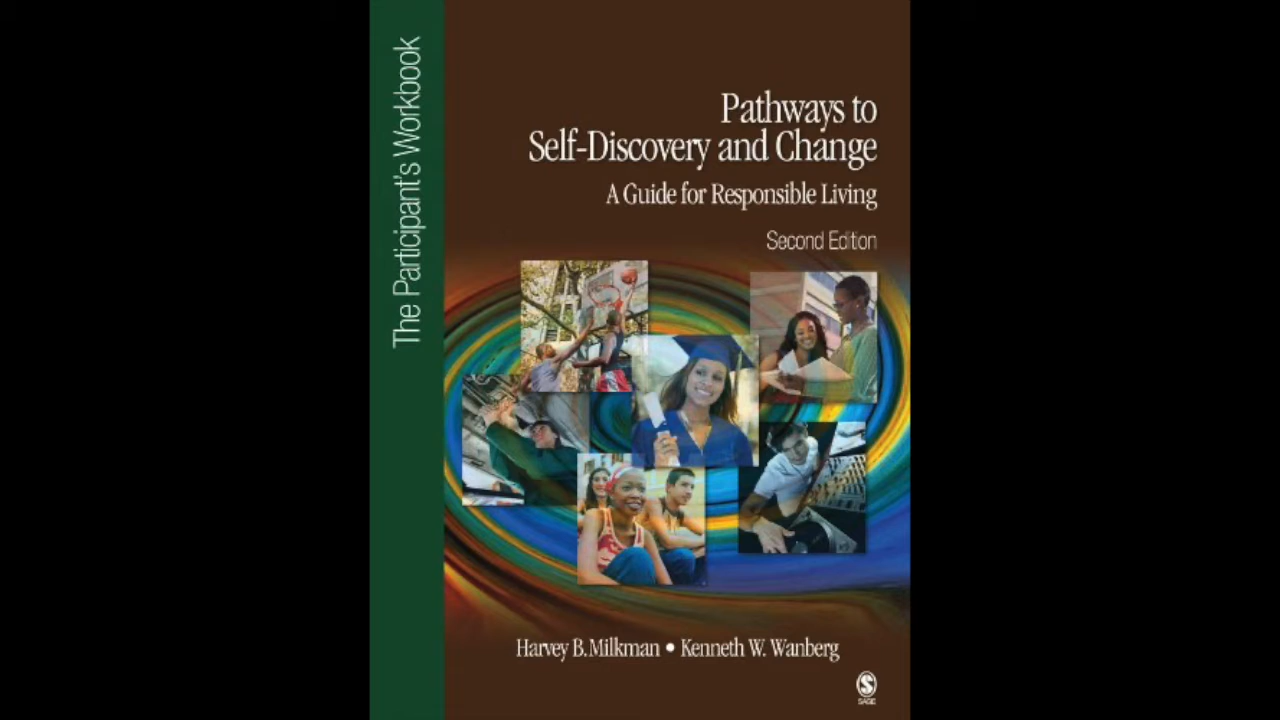 The Participant's Workbook
Pathways to
Self-Discovery and Change
A Guide for Responsible Living
Second Edition
Harvey B. Milkman • Kenneth W. Wanberg
S
SAGE